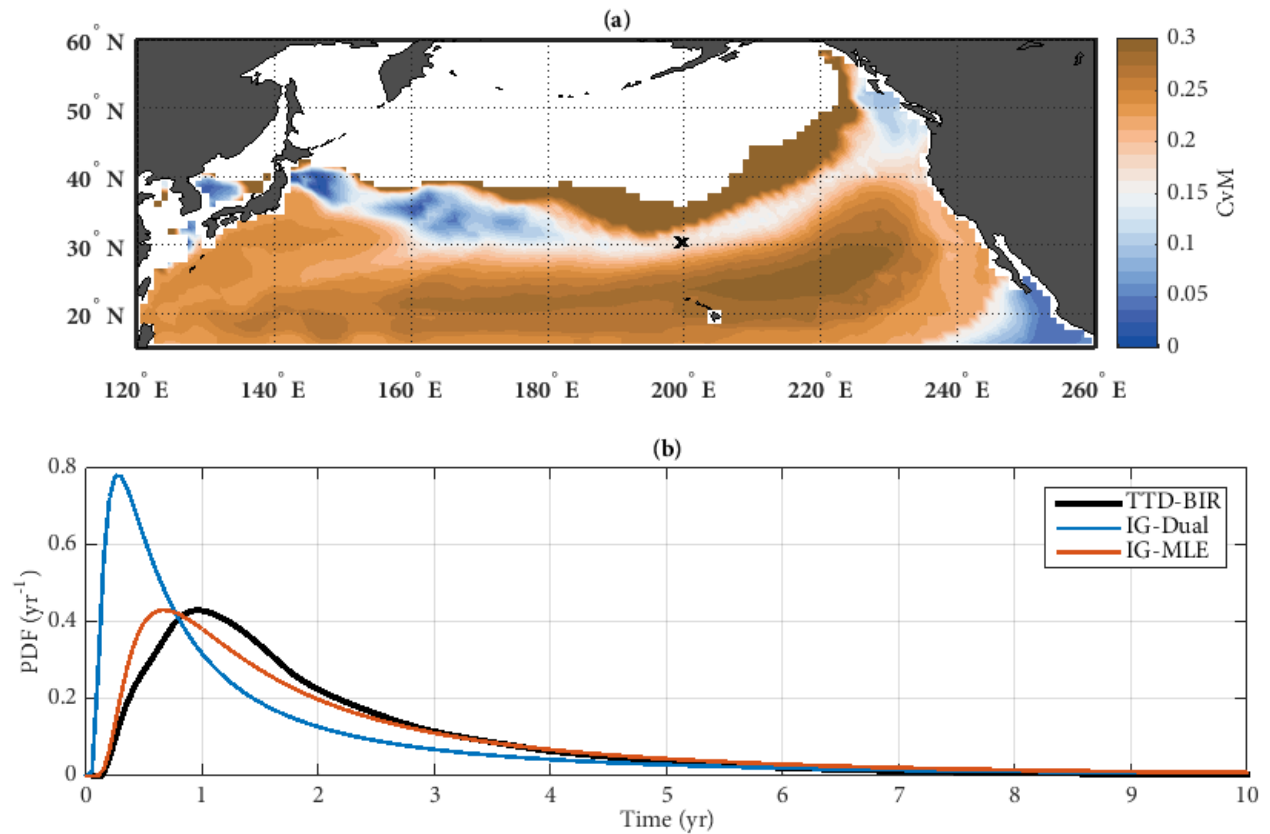 (a)
60° N
50° N
40° N
30° N
20° N
120° E 140° E 160° E 180° E 200° E 220° E 240° E 260° E
x
0.3
0.25
0.2
0.15
0.1
0.05
0
CvM
(b)
PDF (yr⁻¹)
0.8
0.6
0.4
0.2
0
TTD-BIR
IG-Dual
IG-MLE
0 1 2 3 4 5 6 7 8 9 10
Time (yr)